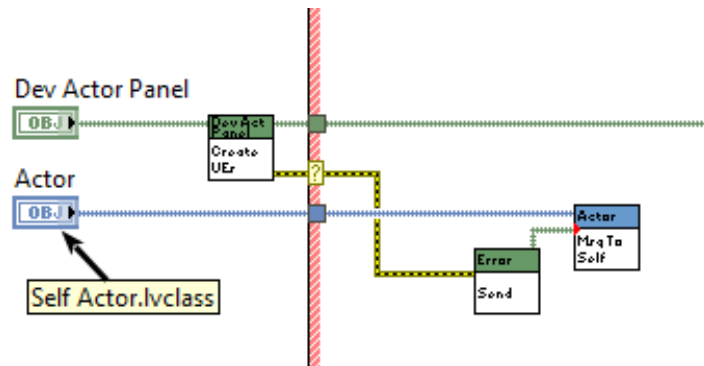 Dev Actor Panel
OBJ
Dev Act
Panel
Create
UEr
?
Actor
OBJ
Self Actor.lvclass
Actor
Msg To
Self
Error
Send